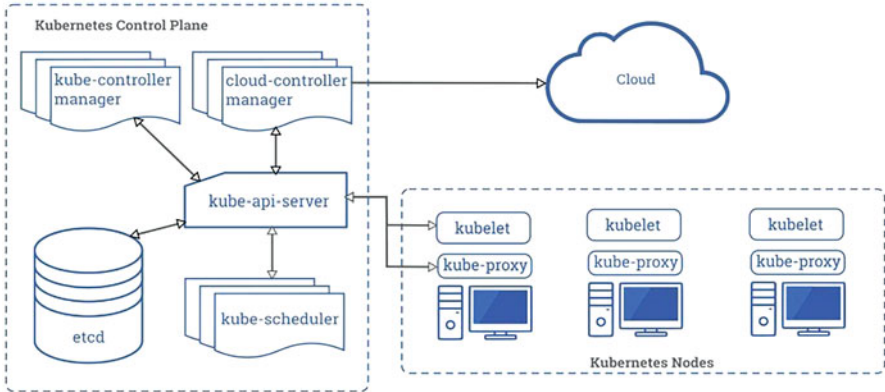 Kubernetes Control Plane
kube-controller
manager
cloud-controller
manager
Cloud
kube-api-server
etcd
kube-scheduler
kubelet
kube-proxy
kubelet
kube-proxy
kubelet
kube-proxy
Kubernetes Nodes